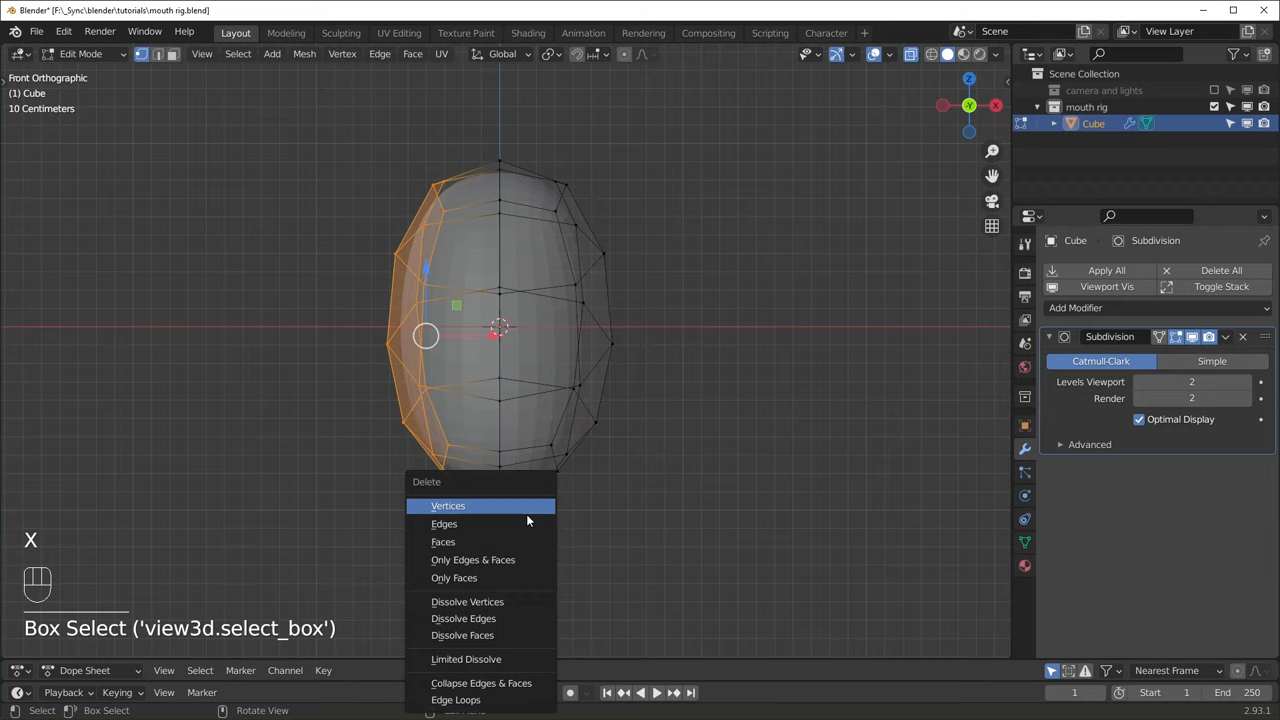 Blender* [F:\_Sync\blender\tutorials\mouth rig.blend]
File Edit Render Window Help Layout Modeling Sculpting UV Editing Texture Paint Shading Animation Rendering Compositing Scripting Character + Scene View Layer
Edit Mode View Select Add Mesh Vertex Edge Face UV Global
Front Orthographic
(1) Cube
10 Centimeters
Z
-Y
X
Scene Collection
camera and lights
mouth rig
Cube
Cube Subdivision
Apply All Delete All
Viewport Vis Toggle Stack
Add Modifier
Subdivision
Catmull-Clark Simple
Levels Viewport 2
Render 2
Optimal Display
Advanced
Delete
Vertices
Edges
Faces
Only Edges & Faces
Only Faces
Dissolve Vertices
Dissolve Edges
Dissolve Faces
Limited Dissolve
Collapse Edges & Faces
Edge Loops
X
Box Select ('view3d.select_box')
Dope Sheet View Select Marker Channel Key Nearest Frame
Playback Keying View Marker 1 Start 1 End 250
Select Box Select Rotate View 2.93.1